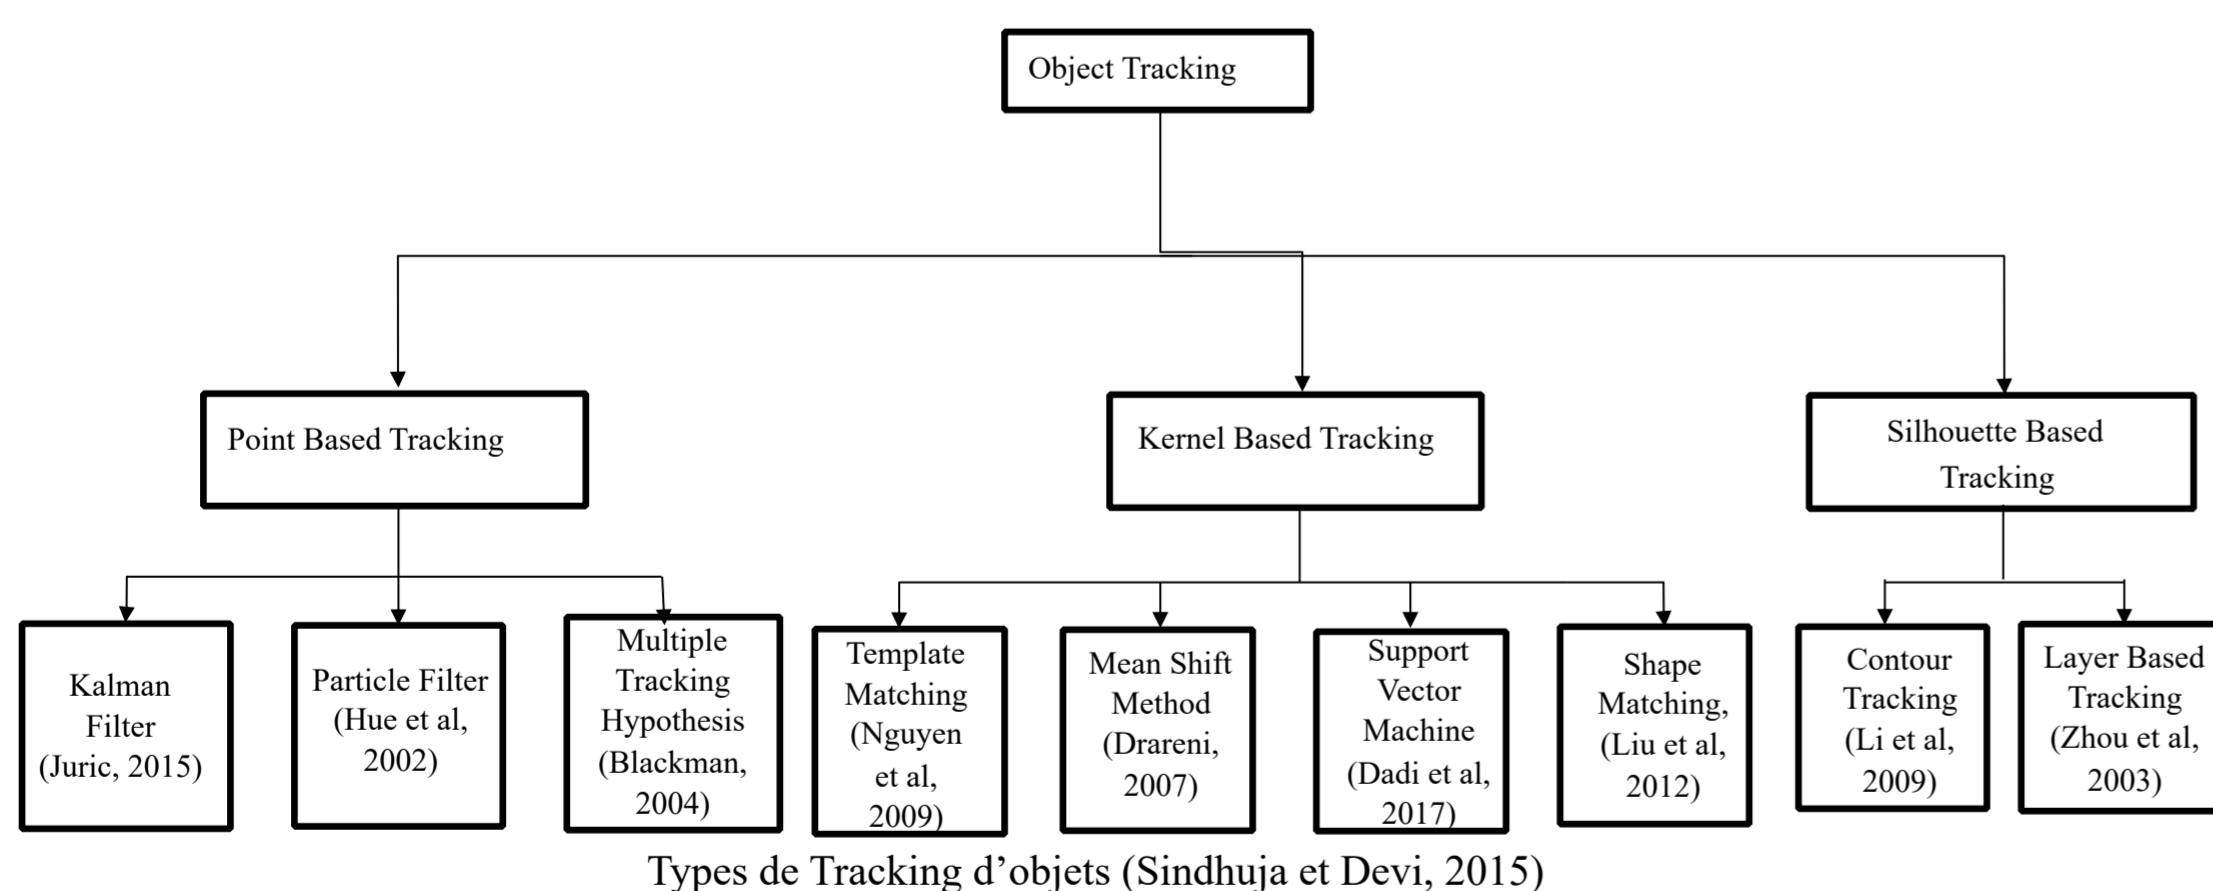 Object Tracking
Point Based Tracking
Kernel Based Tracking
Silhouette Based
Tracking
Kalman
Filter
(Juric, 2015)
Particle Filter
(Hue et al,
2002)
Multiple
Tracking
Hypothesis
(Blackman,
2004)
Template
Matching
(Nguyen
et al,
2009)
Mean Shift
Method
(Drareni,
2007)
Support
Vector
Machine
(Dadi et al,
2017)
Shape
Matching,
(Liu et al,
2012)
Contour
Tracking
(Li et al,
2009)
Layer Based
Tracking
(Zhou et al,
2003)
Types de Tracking d’objets (Sindhuja et Devi, 2015)